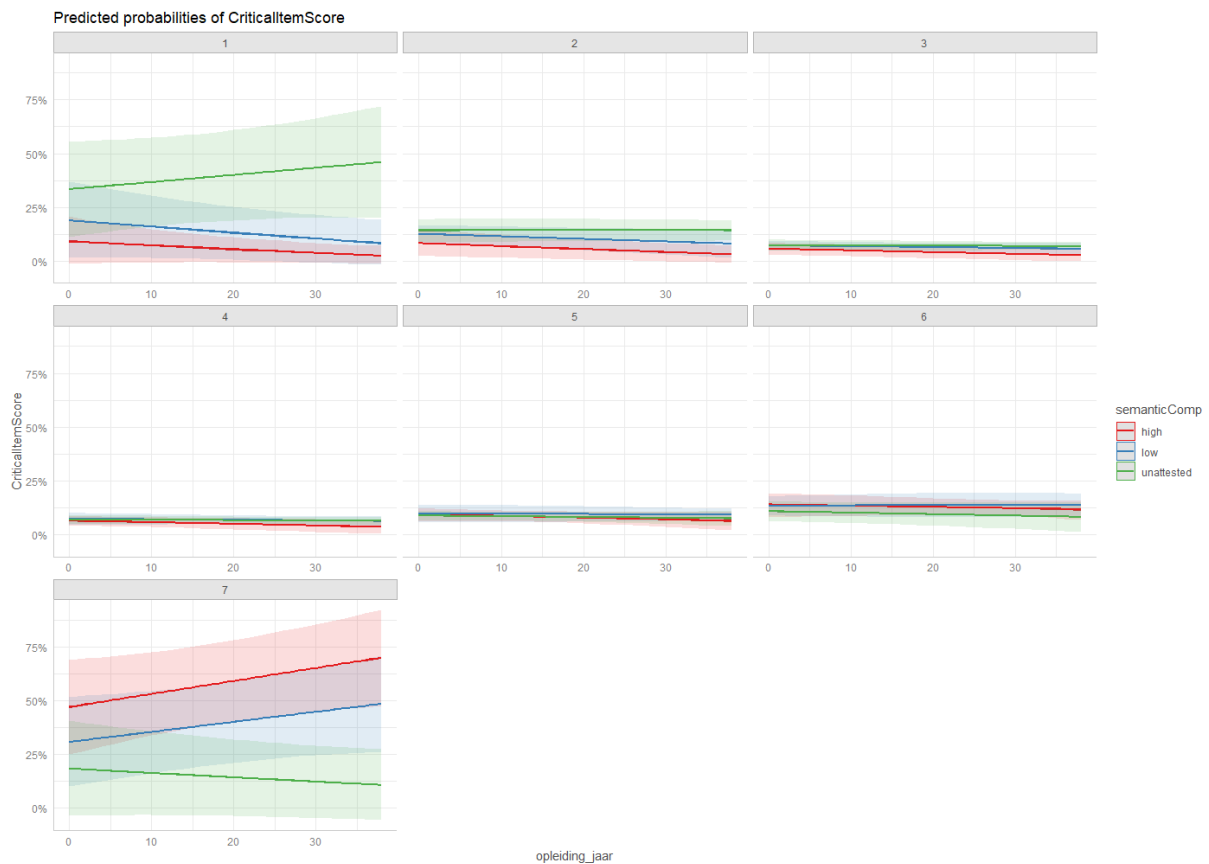 Predicted probabilities of CriticalItemScore
1 2 3
75%
50%
25%
0%
0 10 20 30 0 10 20 30 0 10 20 30
4 5 6
75%
50%
25%
0%
0 10 20 30 0 10 20 30 0 10 20 30
CriticalItemScore
semanticComp
high
low
unattested
7
75%
50%
25%
0%
0 10 20 30
opleiding_jaar